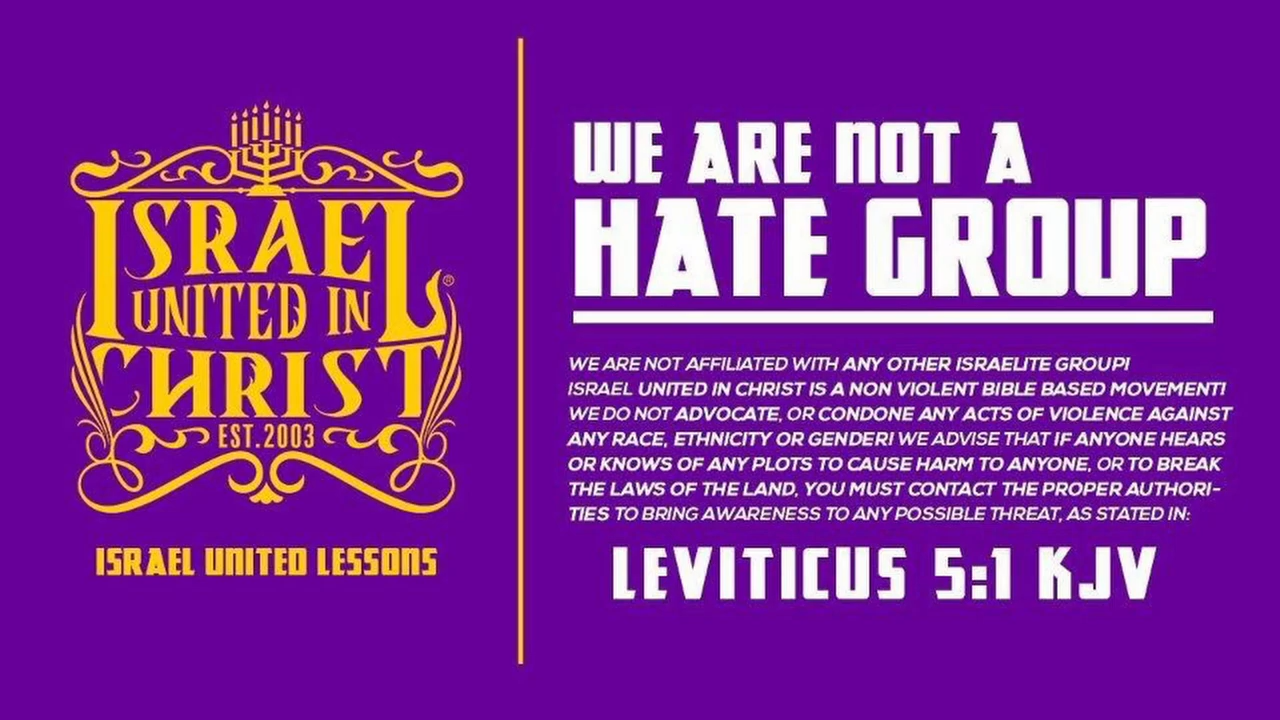 ISRAEL
UNITED IN
CHRIST
EST.2003
ISRAEL UNITED LESSONS
WE ARE NOT A
HATE GROUP
WE ARE NOT AFFILIATED WITH ANY OTHER ISRAELITE GROUP!
ISRAEL UNITED IN CHRIST IS A NON VIOLENT BIBLE BASED MOVEMENT!
WE DO NOT ADVOCATE, OR CONDONE ANY ACTS OF VIOLENCE AGAINST
ANY RACE, ETHNICITY OR GENDER! WE ADVISE THAT IF ANYONE HEARS
OR KNOWS OF ANY PLOTS TO CAUSE HARM TO ANYONE, OR TO BREAK
THE LAWS OF THE LAND, YOU MUST CONTACT THE PROPER AUTHORI-
TIES TO BRING AWARENESS TO ANY POSSIBLE THREAT, AS STATED IN:
LEVITICUS 5:1 KJV